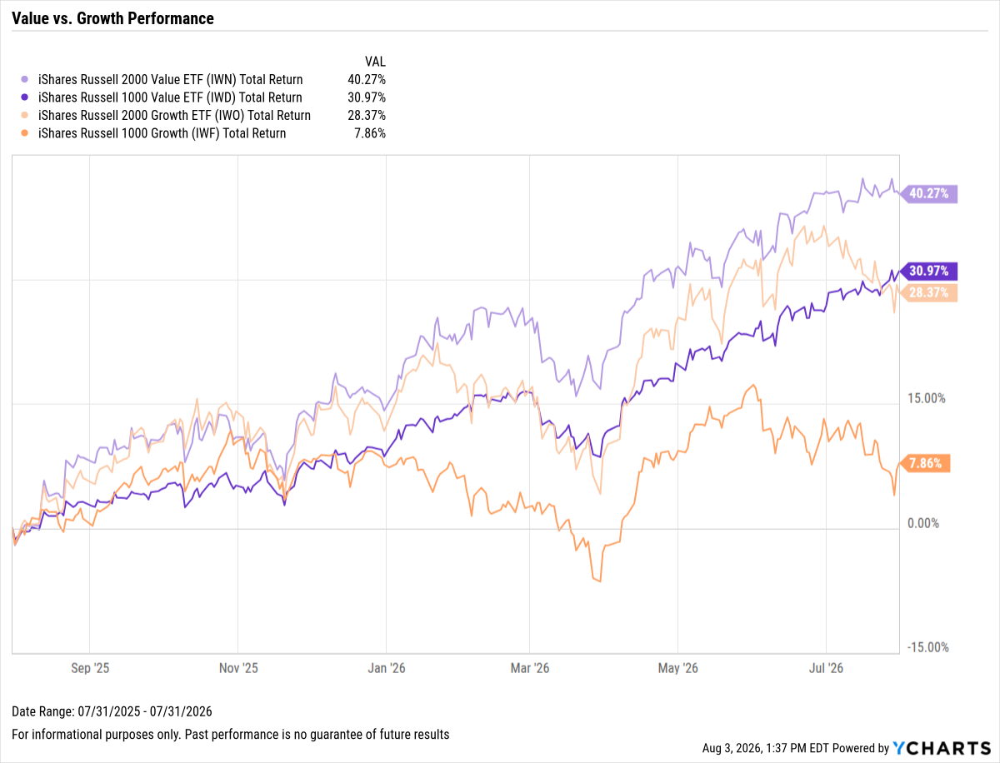 Value vs. Growth Performance
VAL
iShares Russell 2000 Value ETF (IWN) Total Return 40.27%
iShares Russell 1000 Value ETF (IWD) Total Return 30.97%
iShares Russell 2000 Growth ETF (IWO) Total Return 28.37%
iShares Russell 1000 Growth (IWF) Total Return 7.86%
40.27%
30.97%
28.37%
15.00%
7.86%
0.00%
-15.00%
Sep '25 Nov '25 Jan '26 Mar '26 May '26 Jul '26
Date Range: 07/31/2025 - 07/31/2026
For informational purposes only. Past performance is no guarantee of future results
Aug 3, 2026, 1:37 PM EDT Powered by YCHARTS